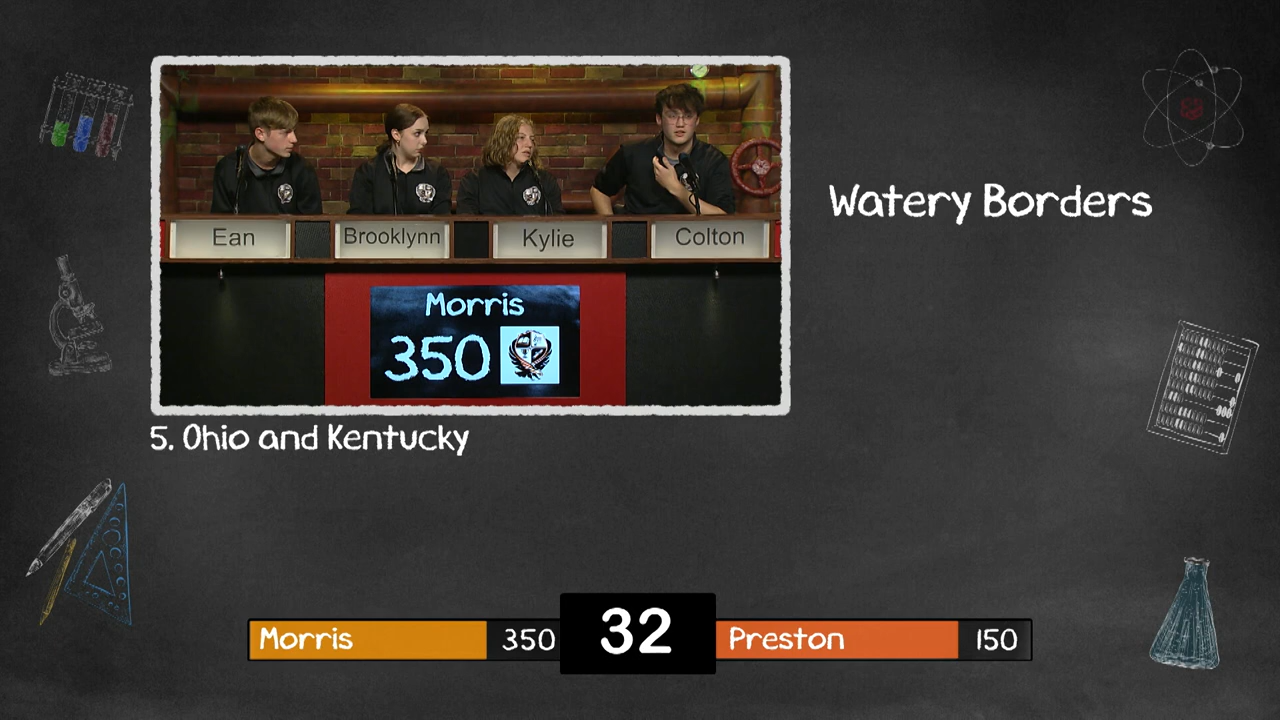 Watery Borders
Ean
Brooklynn
Kylie
Colton
Morris
350
5. Ohio and Kentucky
Morris 350 32 Preston 150